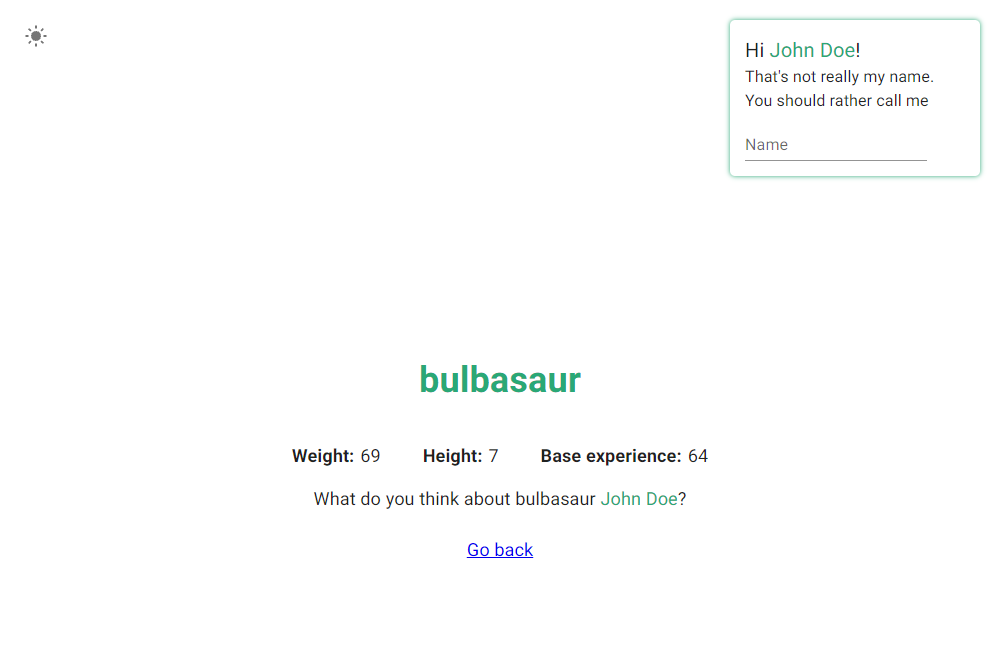 Hi John Doe!
That's not really my name.
You should rather call me
Name
bulbasaur
Weight: 69 Height: 7 Base experience: 64
What do you think about bulbasaur John Doe?
Go back